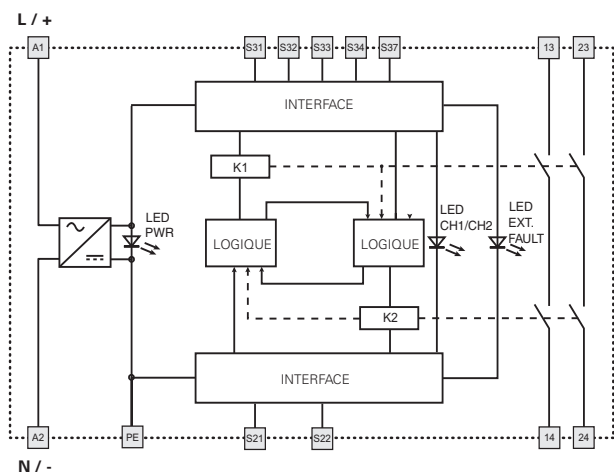 L / +
A1 S31 S32 S33 S34 S37 13 23
INTERFACE
K1
LED
PWR
LOGIQUE
LOGIQUE
LED
CH1/CH2
LED
EXT.
FAULT
K2
INTERFACE
A2 PE S21 S22 14 24
N / -